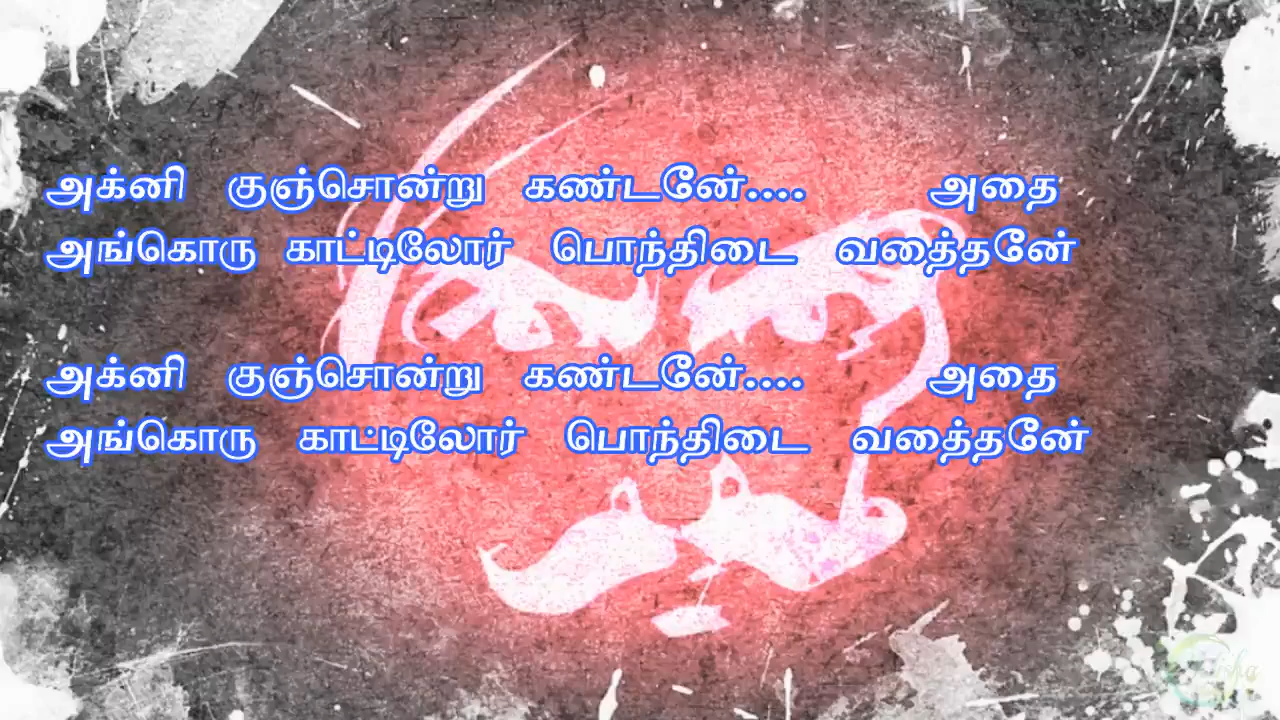 அக்னி குஞ்சொன்று கண்டனே்.... அதை
அங்கொரு காட்டிலோர் பொந்திடை வதை்தனே்
அக்னி குஞ்சொன்று கண்டனே்.... அதை
அங்கொரு காட்டிலோர் பொந்திடை வதை்தனே்